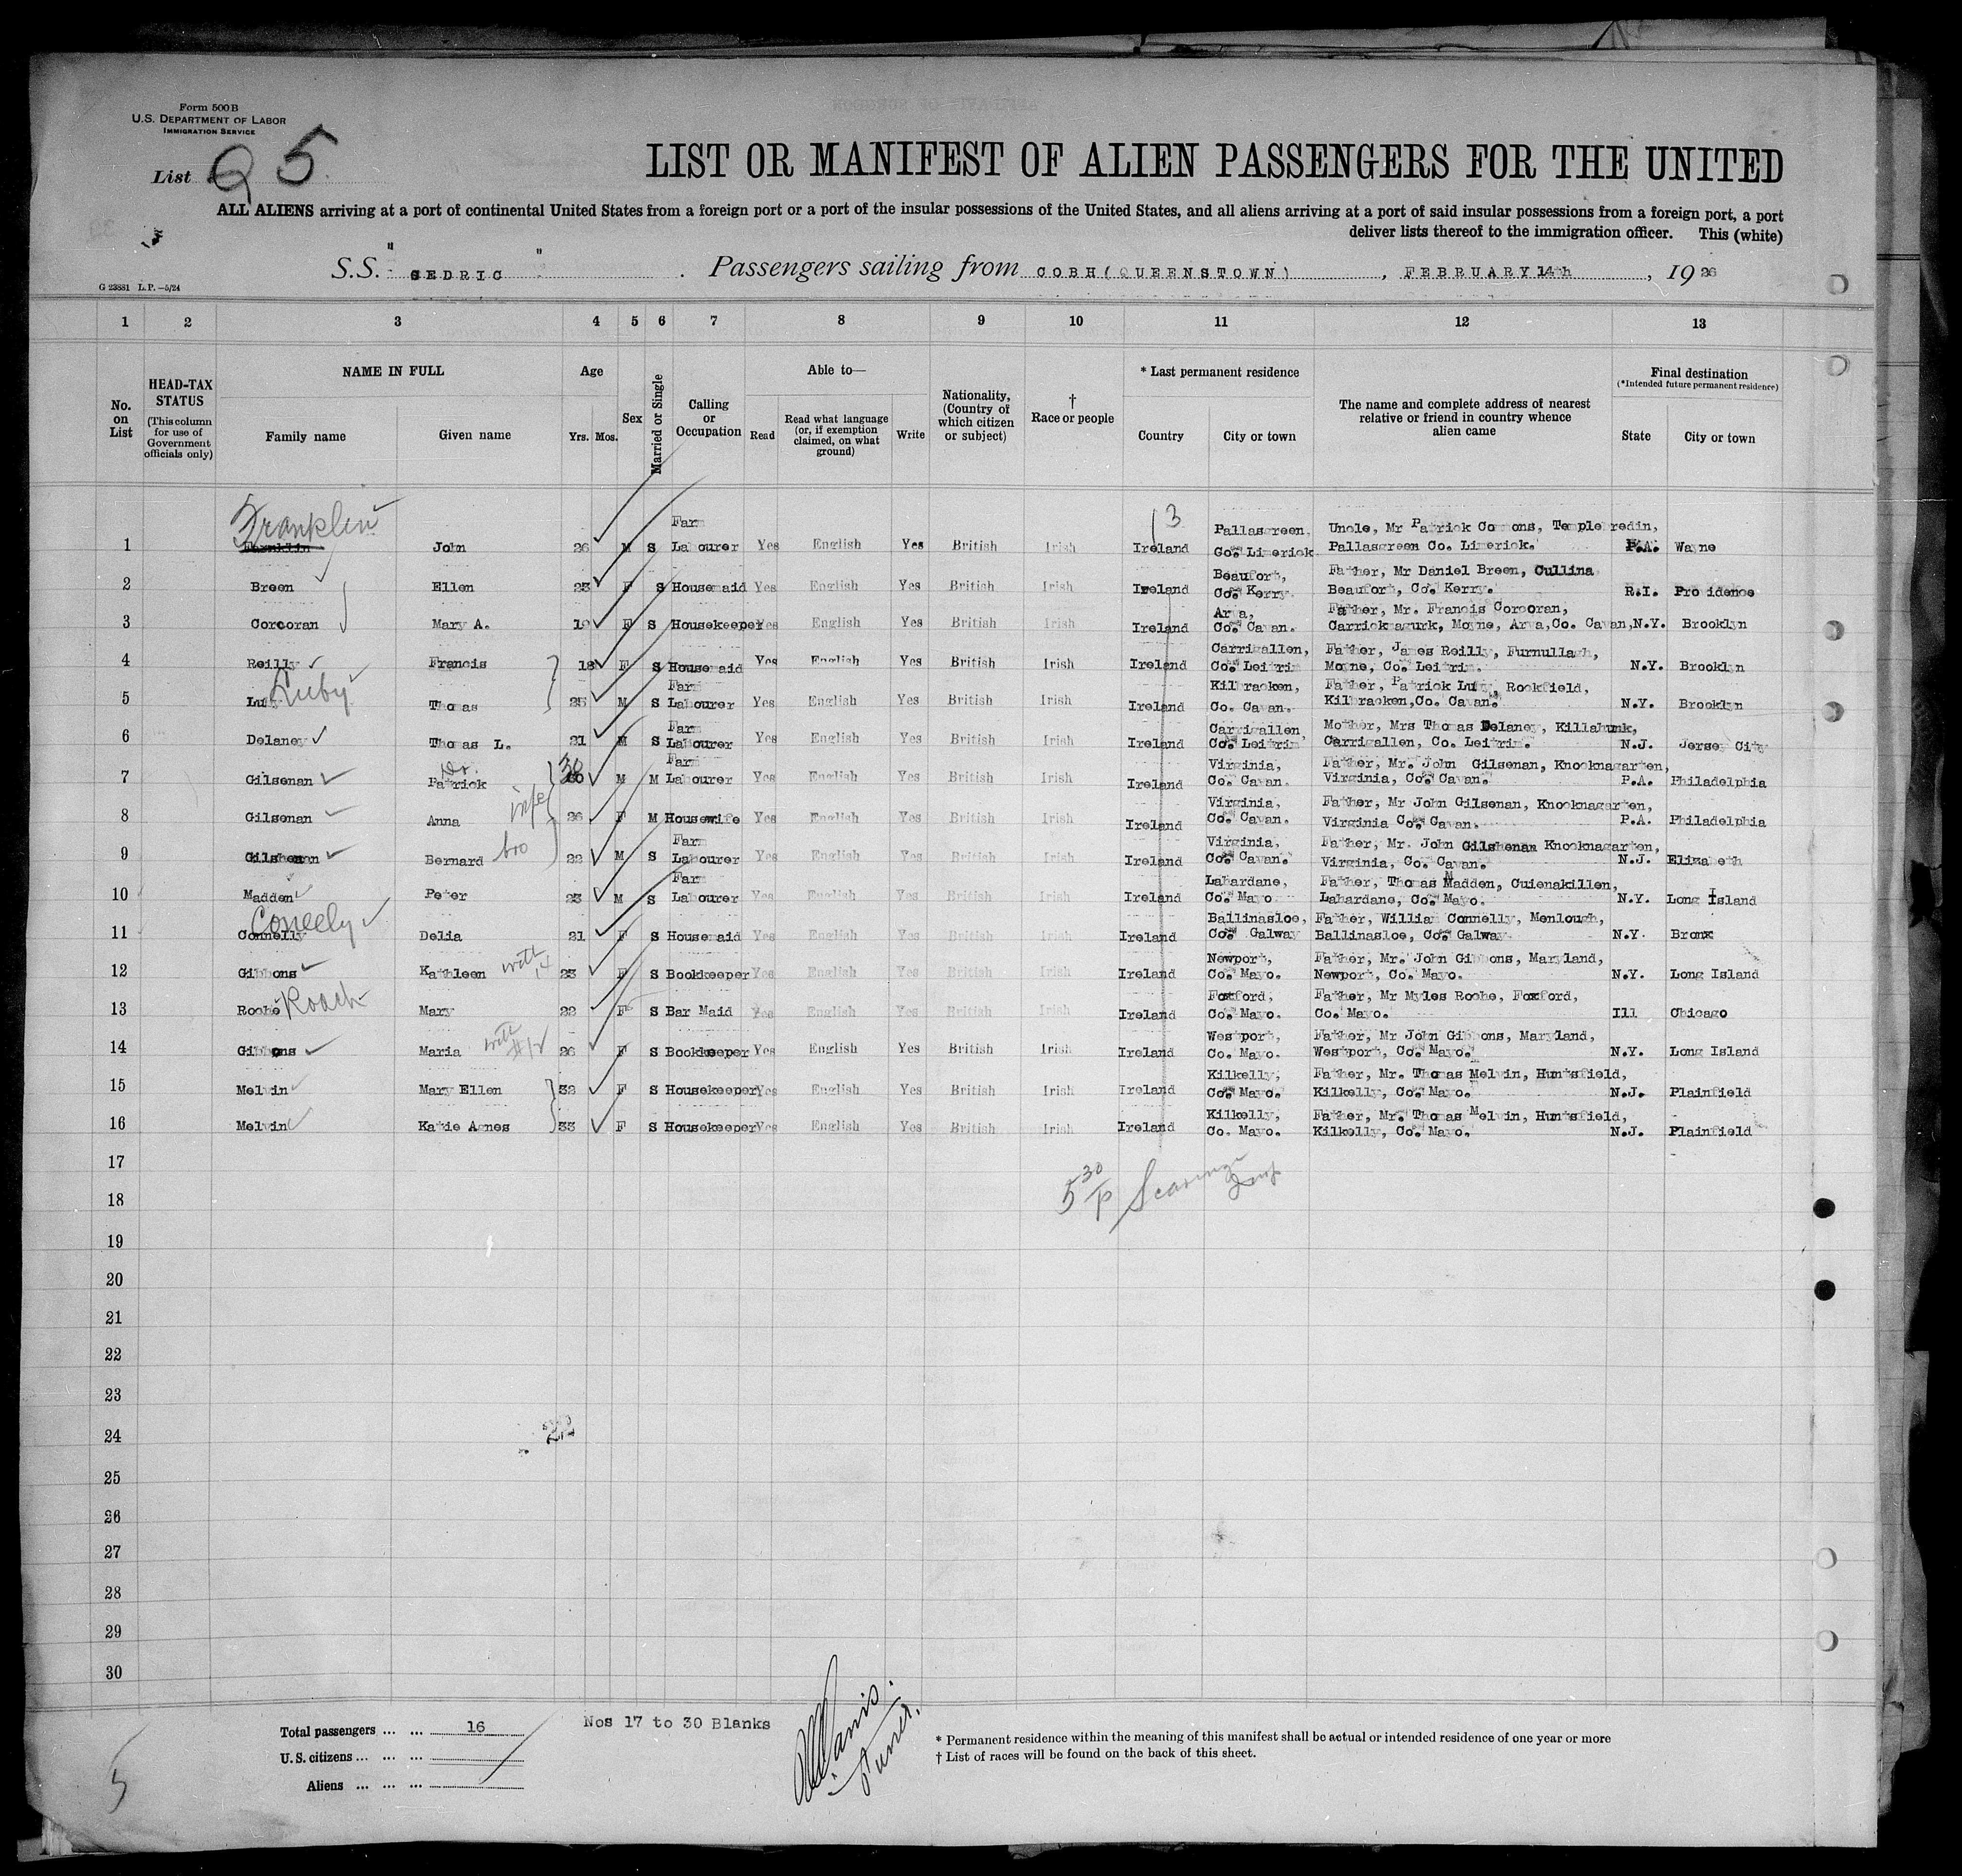 Form 500 B
U.S. DEPARTMENT OF LABOR
IMMIGRATION SERVICE
List 5
LIST OR MANIFEST OF ALIEN PASSENGERS FOR THE UNITED
ALL ALIENS arriving at a port of continental United States from a foreign port or a port of the insular possessions of the United States, and all aliens arriving at a port of said insular possessions from a foreign port, a port
deliver lists thereof to the immigration officer. This (white)
S.S. " CEDRIC " . Passengers sailing from COBH (QUEENSTOWN) , FEBRUARY 14th , 19 26
G 23881 L.P.—5/24
1 2 3 4 5 6 7 8 9 10 11 12 13
No. on List
HEAD-TAX STATUS (This column for use of Government officials only)
NAME IN FULL
Family name Given name
Age
Yrs. Mos.
Sex
Married or Single
Calling or Occupation
Able to—
Read
Read what language (or, if exemption claimed, on what ground)
Write
Nationality, (Country of which citizen or subject)
† Race or people
* Last permanent residence
Country City or town
The name and complete address of nearest relative or friend in country whence alien came
Final destination
(*Intended future permanent residence)
State City or town
Franklin
Farm Pallasgreen, Uncle, Mr Patrick Commons, Templebredin,
1 John 26 M S Labourer Yes English Yes British Irish Ireland Co. Limerick Pallasgreen Co. Limerick. P.A. Wayne
Beaufort, Father, Mr Daniel Breen, Cullina
2 Breen Ellen 23 F S Housemaid Yes English Yes British Irish Ireland Co. Kerry. Beaufort, Co. Kerry. R.I. Providence
Arva, Father, Mr. Francis Corcoran,
3 Corcoran Mary A. 19 F S Housekeeper Yes English Yes British Irish Ireland Co. Cavan. Carrickmagurk, Moyne, Arva, Co. Cavan, N.Y. Brooklyn
Carrigallen, Father, James Reilly, Furnullagh,
4 Reilly Francis 18 F S Housemaid Yes English Yes British Irish Ireland Co. Leitrim Moyne, Co. Leitrim. N.Y. Brooklyn
Luby Farm Kilbracken, Father, Patrick Luby, Rookfield,
5 Thomas 25 M S Labourer Yes English Yes British Irish Ireland Co. Cavan. Kilbracken, Co. Cavan. N.Y. Brooklyn
Farm Carrigallen, Mother, Mrs Thomas Delaney, Killahunk,
6 Delaney Thomas L. 21 M S Labourer Yes English Yes British Irish Ireland Co. Leitrim Carrigallen, Co. Leitrim. N.J. Jersey City
30 Farm Virginia, Father, Mr. John Gilsenan, Knocknagarten,
7 Gilsenan Patrick M M Labourer Yes English Yes British Irish Ireland Co. Cavan. Virginia, Co. Cavan. P.A. Philadelphia
wife Virginia, Father, Mr John Gilsenan, Knocknagarten,
8 Gilsenan Anna 26 F M Housewife Yes English Yes British Irish Ireland Co. Cavan. Virginia Co. Cavan. P.A. Philadelphia
bro Farm Virginia, Father, Mr. John Gilshenan Knocknagarten,
9 Gilshenan Bernard 22 M S Labourer Yes English Yes British Irish Ireland Co. Cavan. Virginia, Co. Cavan. N.J. Elizabeth
Farm Lahardane, Father, Thomas Madden, Cuienakillen,
10 Madden Peter 23 M S Labourer Yes English Yes British Irish Ireland Co. Mayo Lahardane, Co. Mayo. N.Y. Long Island
Coneely Ballinasloe, Father, William Connelly, Menlough,
11 Connelly Delia 21 F S Housemaid Yes English Yes British Irish Ireland Co. Galway Ballinasloe, Co. Galway N.Y. Bronx
with 14 Newport, Father, Mr. John Gibbons, Maryland,
12 Gibbons Kathleen 23 F S Bookkeeper Yes English Yes British Irish Ireland Co. Mayo. Newport, Co. Mayo. N.Y. Long Island
Roach Foxford, Father, Mr Myles Roche, Foxford,
13 Roche Mary 22 F S Bar Maid Yes English Yes British Irish Ireland Co. Mayo. Co. Mayo. Ill Chicago
with #12 Westport, Father, Mr John Gibbons, Maryland,
14 Gibbons Maria 26 F S Bookkeeper Yes English Yes British Irish Ireland Co. Mayo. Westport, Co. Mayo. N.Y. Long Island
Kilkelly, Father, Mr. Thomas Melvin, Huntsfield,
15 Melvin Mary Ellen 32 F S Housekeeper Yes English Yes British Irish Ireland Co. Mayo. Kilkelly, Co. Mayo. N.J. Plainfield
Kilkelly, Father, Mr. Thomas Melvin, Huntsfield,
16 Melvin Katie Agnes 33 F S Housekeeper Yes English Yes British Irish Ireland Co. Mayo. Kilkelly, Co. Mayo. N.J. Plainfield
17
18 5 30 P
19
20
21
22
23
24 22
25
26
27
28
29
30
Total passengers ... ... 16
Nos 17 to 30 Blanks
U.S. citizens ... ... ...
Aliens ... ... ...
* Permanent residence within the meaning of this manifest shall be actual or intended residence of one year or more
† List of races will be found on the back of this sheet.
5